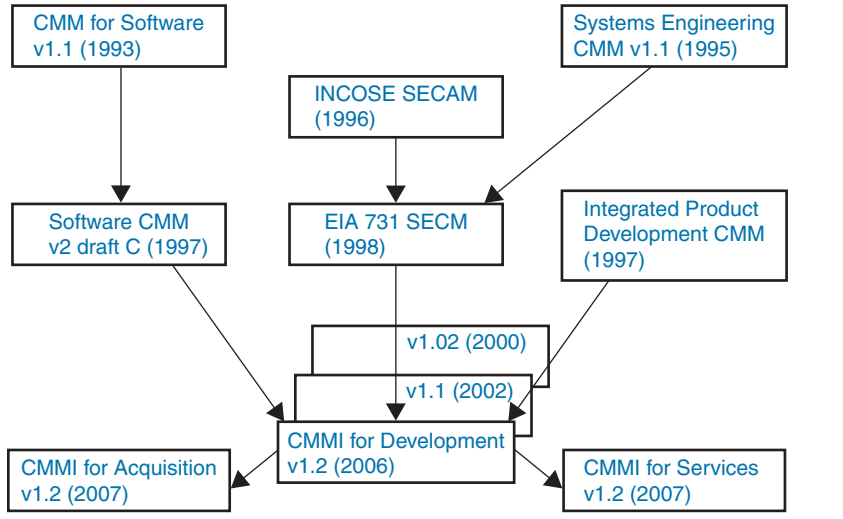 CMM for Software
v1.1 (1993)
Systems Engineering
CMM v1.1 (1995)
INCOSE SECAM
(1996)
Software CMM
v2 draft C (1997)
EIA 731 SECM
(1998)
Integrated Product
Development CMM
(1997)
v1.02 (2000)
v1.1 (2002)
CMMI for Development
v1.2 (2006)
CMMI for Acquisition
v1.2 (2007)
CMMI for Services
v1.2 (2007)